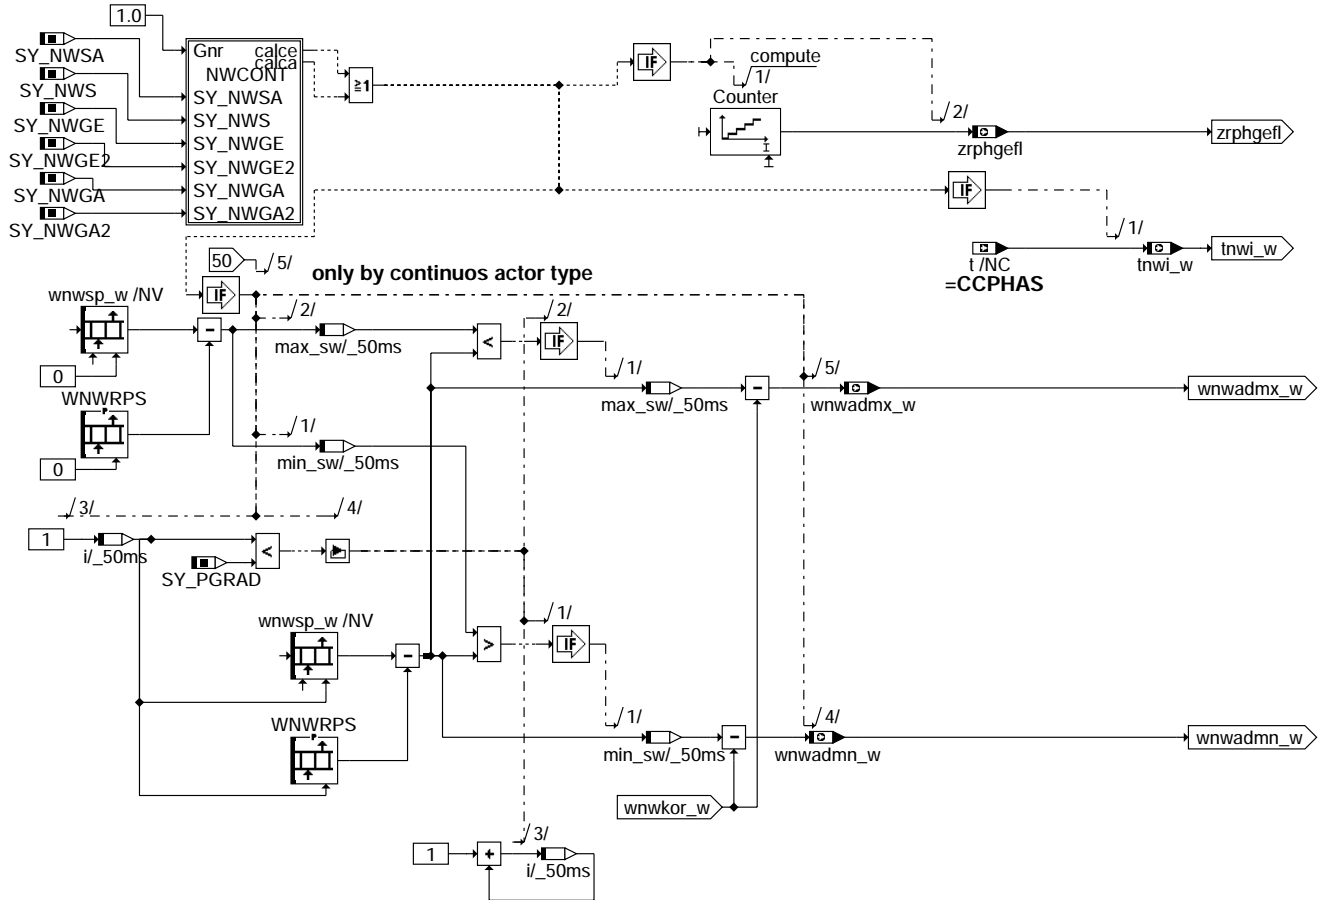 1.0
SY_NWSA
SY_NWS
SY_NWGE
SY_NWGE2
SY_NWGA
SY_NWGA2
Gnr
calce
calca
NWCONT
SY_NWSA
SY_NWS
SY_NWGE
SY_NWGE2
SY_NWGA
SY_NWGA2
≥1
IF
compute
1/
Counter
2/
zrphgefl
zrphgefl
IF
1/
t /NC
=CCPHAS
tnwi_w
tnwi_w
50
5/
only by continuos actor type
IF
wnwsp_w /NV
0
WNWRPS
P
0
-
2/
max_sw/_50ms
1/
min_sw/_50ms
<
2/
IF
1/
max_sw/_50ms
-
5/
wnwadmx_w
wnwadmx_w
3/
4/
1
i/_50ms
SY_PGRAD
<
wnwsp_w /NV
WNWRPS
P
-
>
1/
IF
1/
min_sw/_50ms
-
4/
wnwadmn_w
wnwadmn_w
wnwkor_w
3/
1
+
i/_50ms